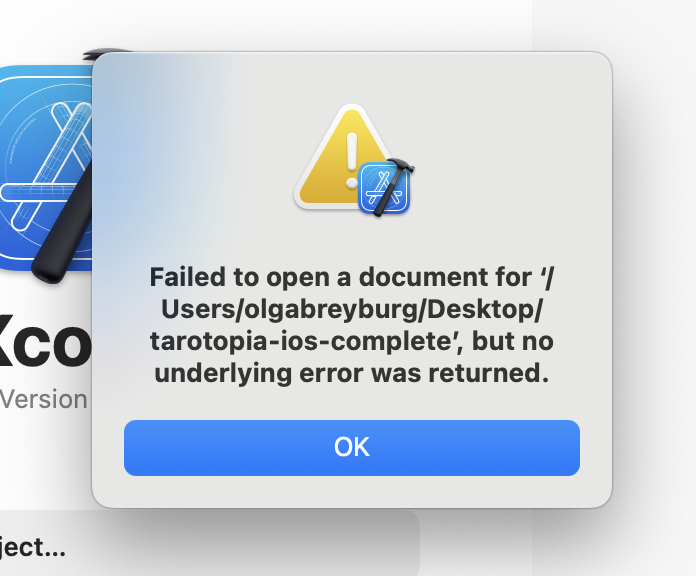 Failed to open a document for ‘/
Users/olgabreyburg/Desktop/
tarotopia-ios-complete’, but no
underlying error was returned.
OK
Xco
Version
ject...